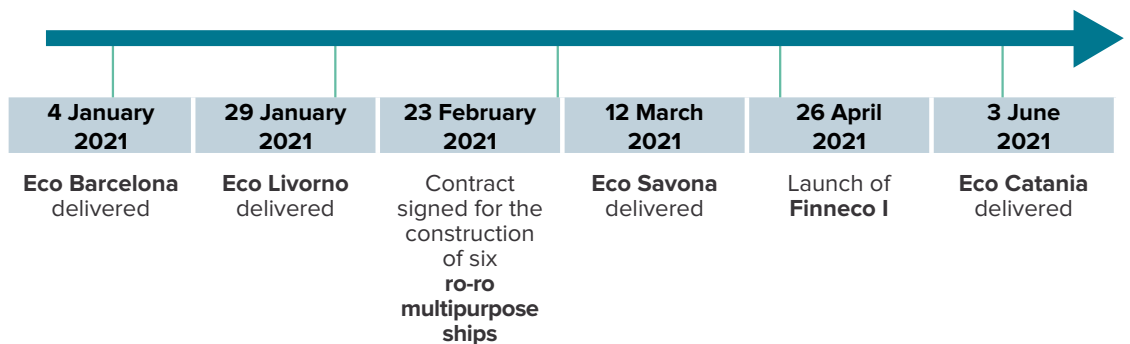 4 January
2021
29 January
2021
23 February
2021
12 March
2021
26 April
2021
3 June
2021
Eco Barcelona
delivered
Eco Livorno
delivered
Contract
signed for the
construction
of six
ro-ro
multipurpose
ships
Eco Savona
delivered
Launch of
Finneco I
Eco Catania
delivered